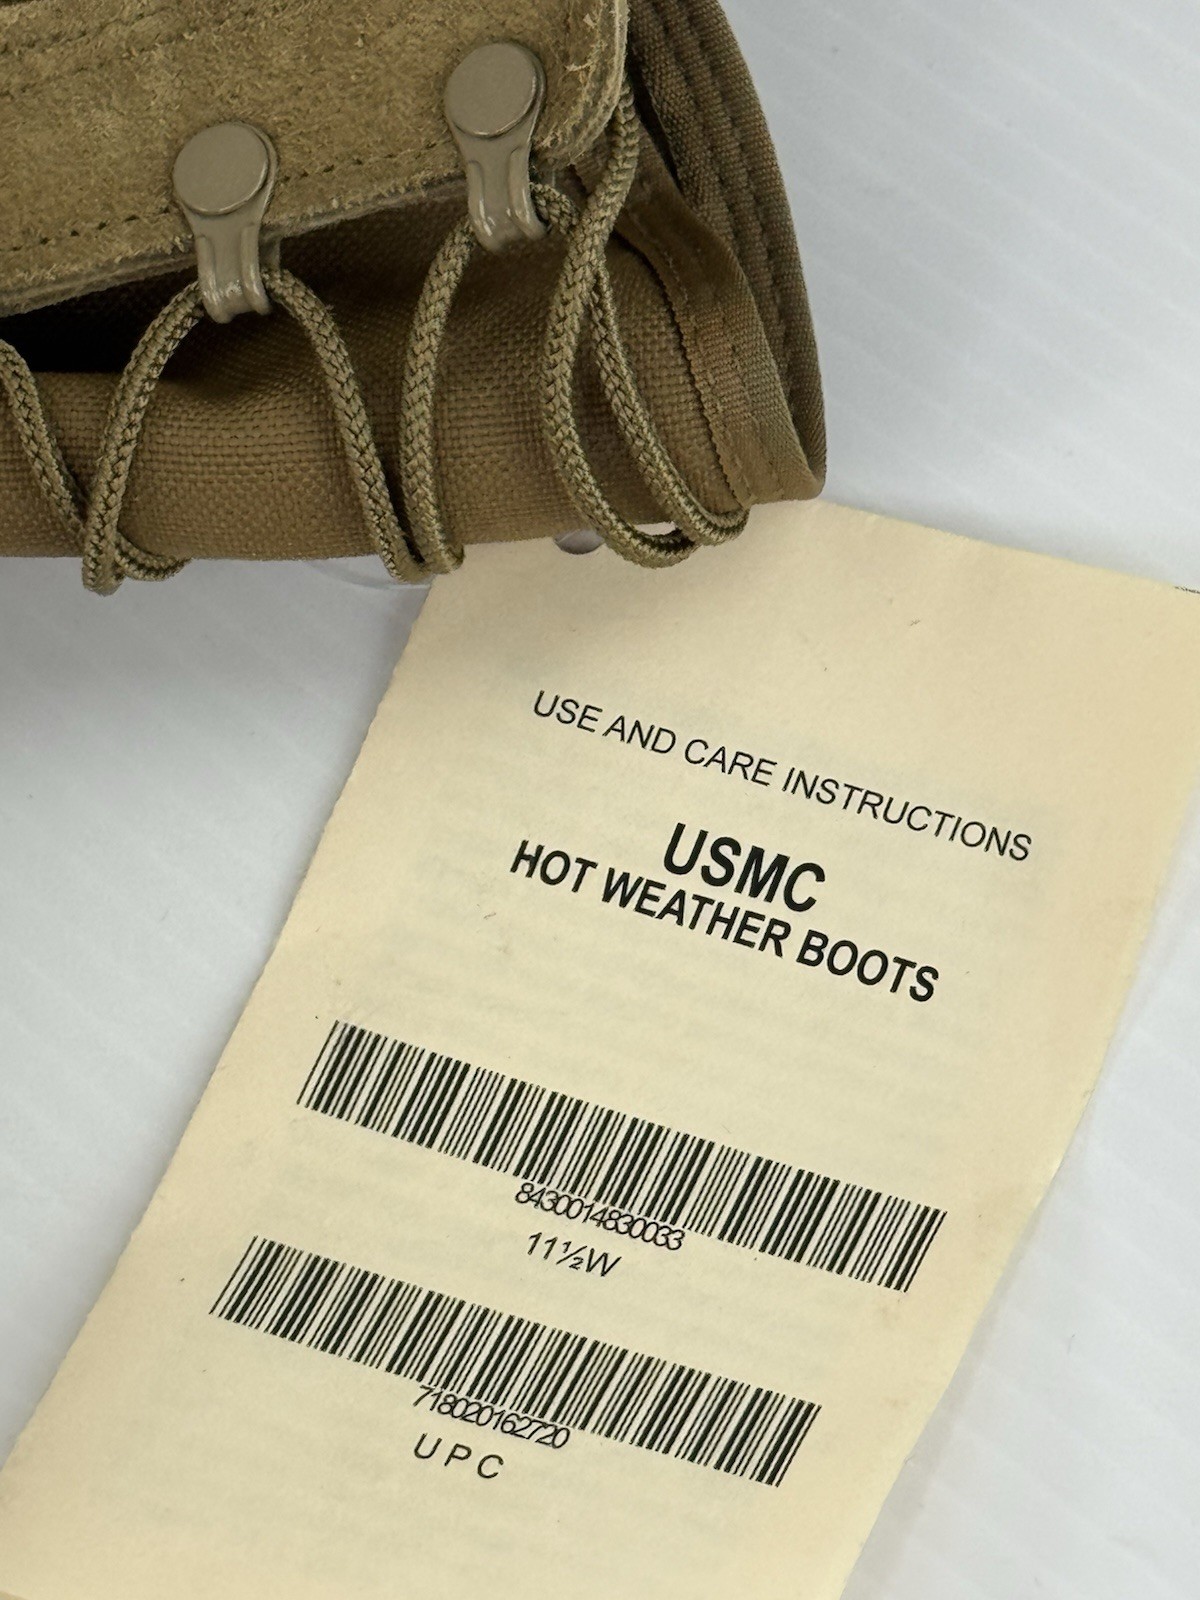 USE AND CARE INSTRUCTIONS
USMC
HOT WEATHER BOOTS
8430014830033
11½W
718020162720
UPC